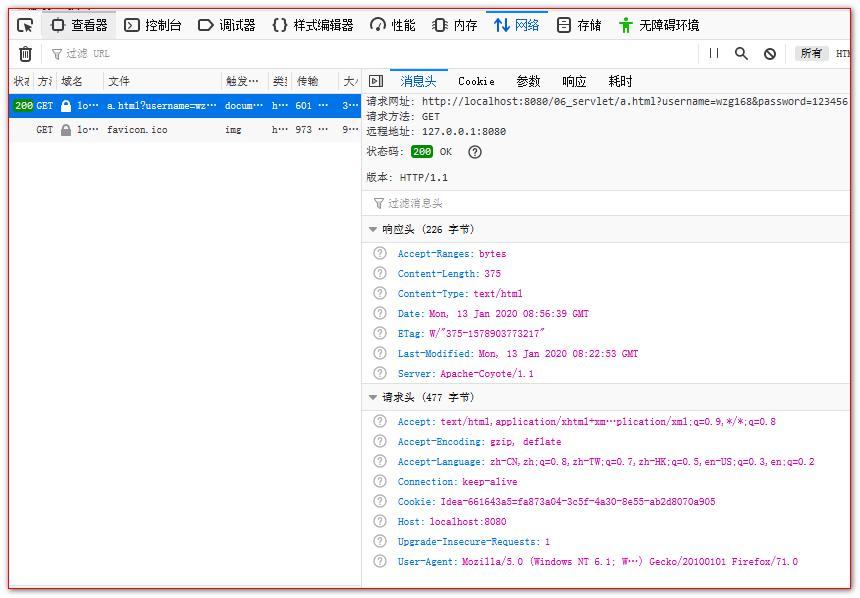 查看器 控制台 调试器 样式编辑器 性能 内存 网络 存储 无障碍环境
过滤 URL 所有 HTM
状态 方法 域名 文件 触发… 类型 传输 大小
200 GET lo… a.html?username=wz… docum… h… 601 … 3…
GET lo… favicon.ico img h… 973 … 9…
消息头 Cookie 参数 响应 耗时
请求网址: http://localhost:8080/06_servlet/a.html?username=wzg168&password=123456
请求方法: GET
远程地址: 127.0.0.1:8080
状态码: 200 OK
版本: HTTP/1.1
过滤消息头
响应头 (226 字节)
Accept-Ranges: bytes
Content-Length: 375
Content-Type: text/html
Date: Mon, 13 Jan 2020 08:56:39 GMT
ETag: W/"375-1578903773217"
Last-Modified: Mon, 13 Jan 2020 08:22:53 GMT
Server: Apache-Coyote/1.1
请求头 (477 字节)
Accept: text/html,application/xhtml+xm…plication/xml;q=0.9,*/*;q=0.8
Accept-Encoding: gzip, deflate
Accept-Language: zh-CN,zh;q=0.8,zh-TW;q=0.7,zh-HK;q=0.5,en-US;q=0.3,en;q=0.2
Connection: keep-alive
Cookie: Idea-661643a5=fa873a04-3c5f-4a30-8e55-ab2d8070a905
Host: localhost:8080
Upgrade-Insecure-Requests: 1
User-Agent: Mozilla/5.0 (Windows NT 6.1; W…) Gecko/20100101 Firefox/71.0